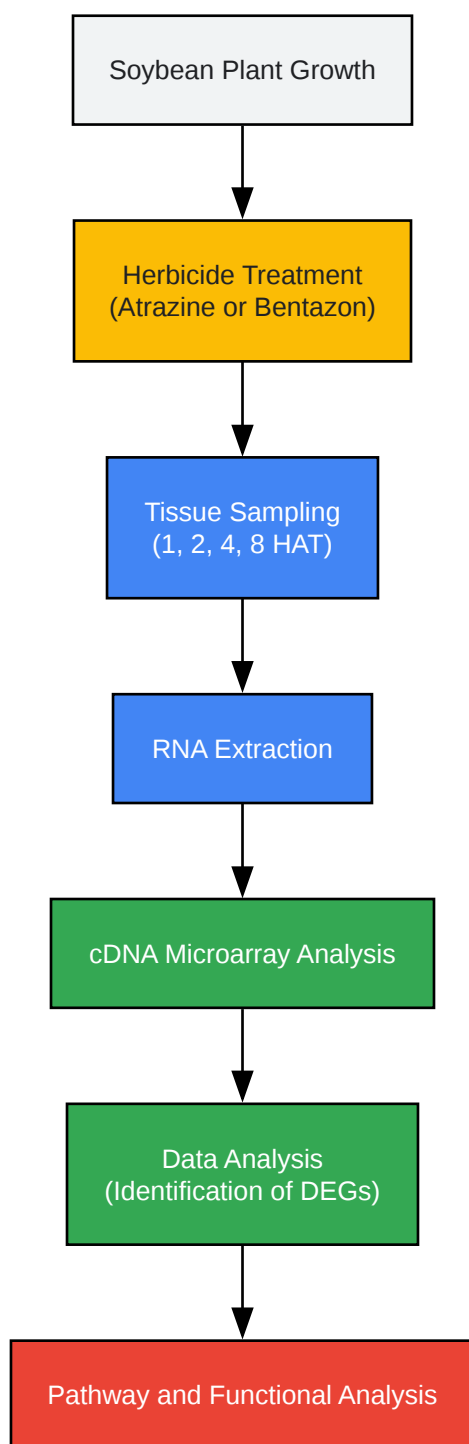 Soybean Plant Growth
Herbicide Treatment
(Atrazine or Bentazon)
Tissue Sampling
(1, 2, 4, 8 HAT)
RNA Extraction
cDNA Microarray Analysis
Data Analysis
(Identification of DEGs)
Pathway and Functional Analysis